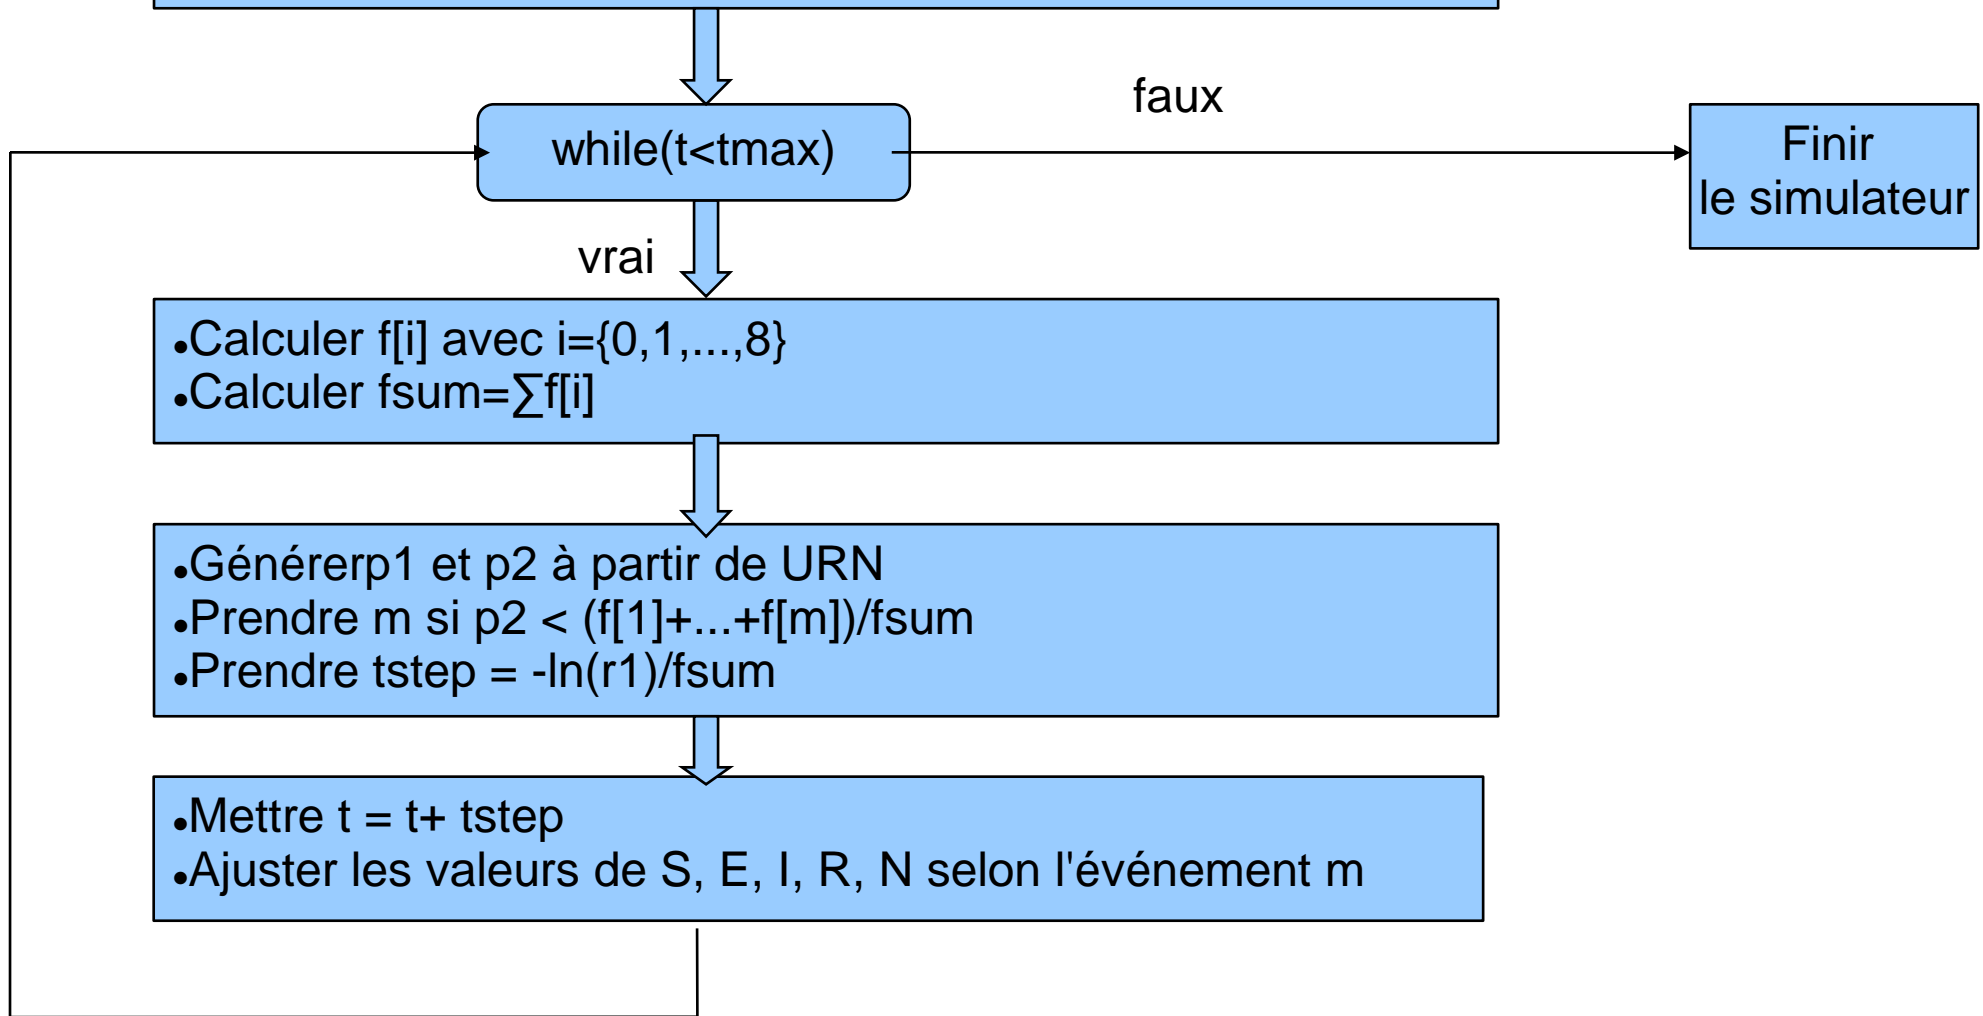 faux
while(t<tmax)
Finir
le simulateur
vrai
•Calculer f[i] avec i={0,1,...,8}
•Calculer fsum=∑f[i]
•Générerp1 et p2 à partir de URN
•Prendre m si p2 < (f[1]+...+f[m])/fsum
•Prendre tstep = -ln(r1)/fsum
•Mettre t = t+ tstep
•Ajuster les valeurs de S, E, I, R, N selon l'événement m